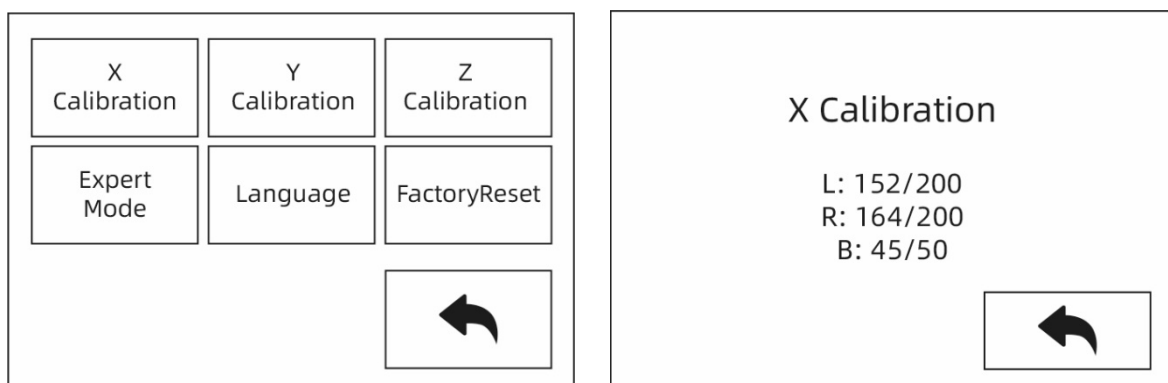 X
Calibration
Y
Calibration
Z
Calibration
Expert
Mode
Language
FactoryReset
X Calibration
L: 152/200
R: 164/200
B: 45/50